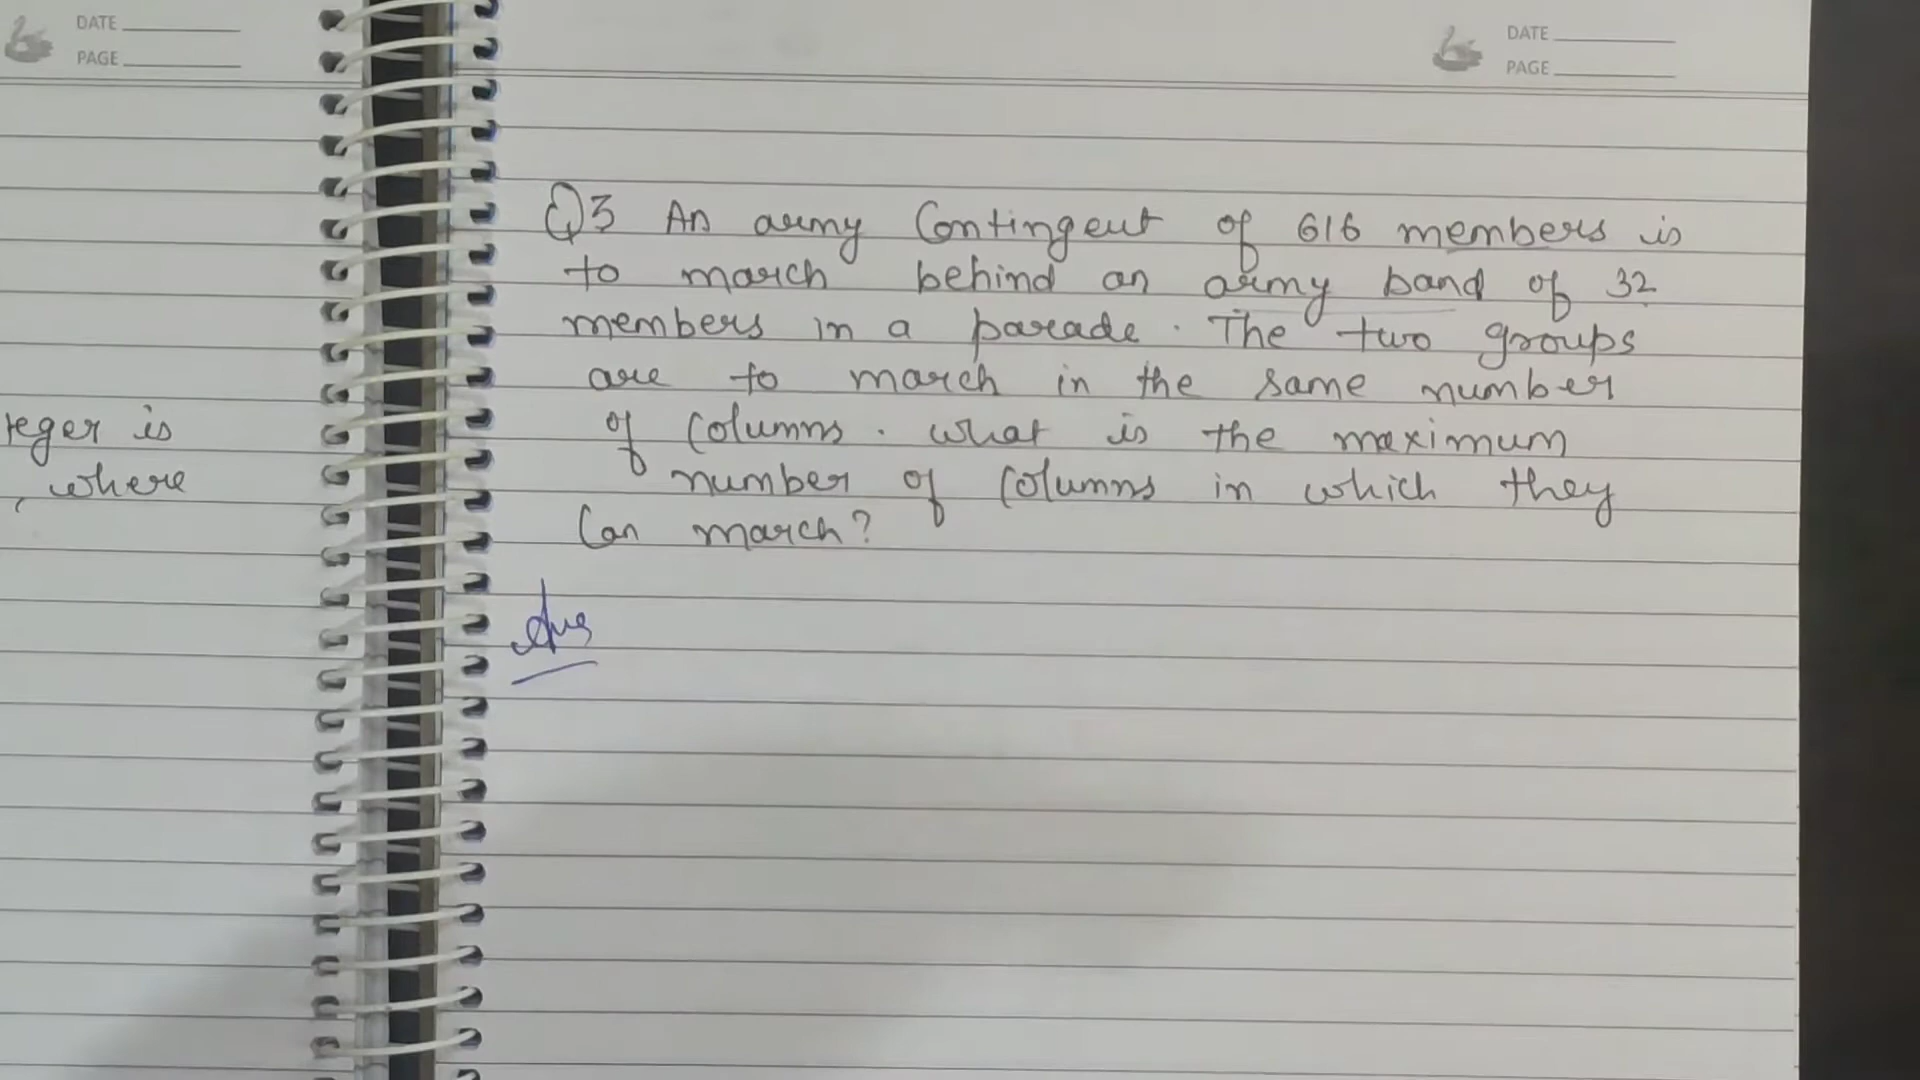 DATE
PAGE
DATE
PAGE
teger is
, where
Q3 An army Contingent of 616 members is
to march behind an army band of 32
members in a parade. The two groups
are to march in the same number
of Columns. what is the maximum
number of Columns in which they
Can march?
Ans